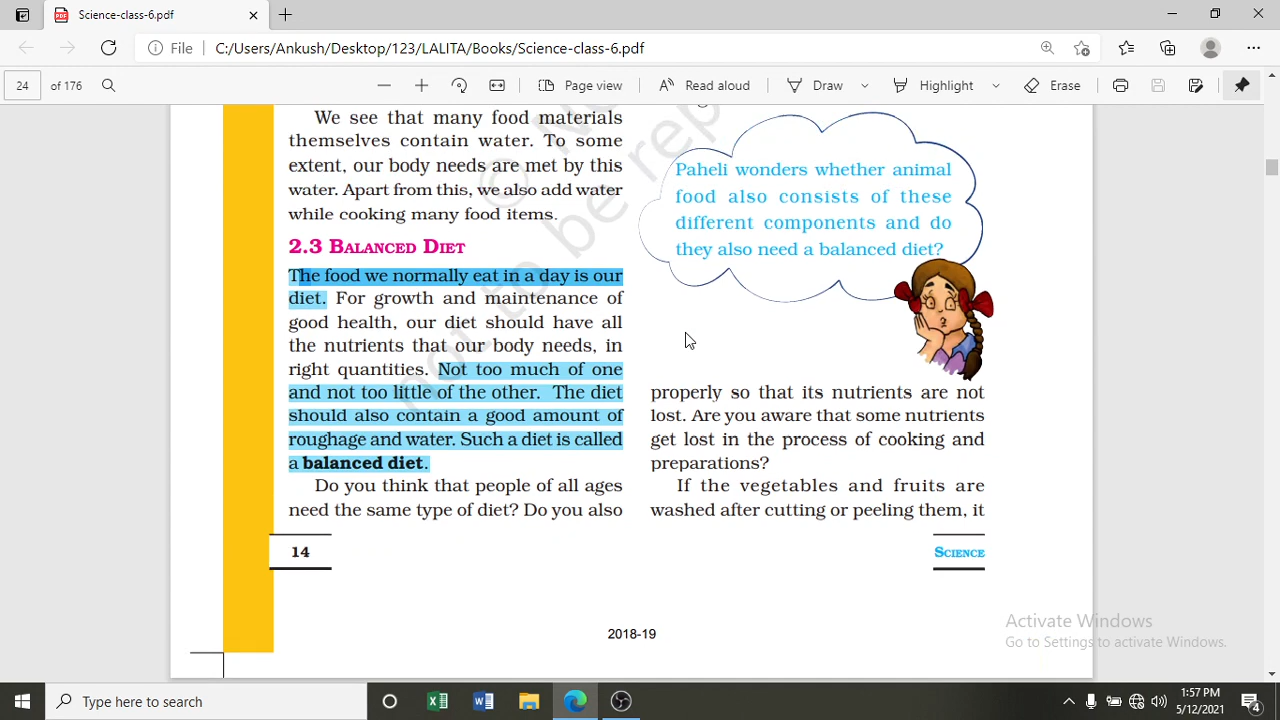 Science-class-6.pdf
File
C:/Users/Ankush/Desktop/123/LALITA/Books/Science-class-6.pdf
24
of 176
Page view
Read aloud
Draw
Highlight
Erase
We see that many food materials
themselves contain water. To some
extent, our body needs are met by this
water. Apart from this, we also add water
while cooking many food items.
2.3 BALANCED DIET
The food we normally eat in a day is our
diet. For growth and maintenance of
good health, our diet should have all
the nutrients that our body needs, in
right quantities. Not too much of one
and not too little of the other. The diet
should also contain a good amount of
roughage and water. Such a diet is called
a balanced diet.
Do you think that people of all ages
need the same type of diet? Do you also
14
Paheli wonders whether animal
food also consists of these
different components and do
they also need a balanced diet?
properly so that its nutrients are not
lost. Are you aware that some nutrients
get lost in the process of cooking and
preparations?
If the vegetables and fruits are
washed after cutting or peeling them, it
SCIENCE
2018-19
not to be rep
Activate Windows
Go to Settings to activate Windows.
Type here to search
1:57 PM
5/12/2021
4